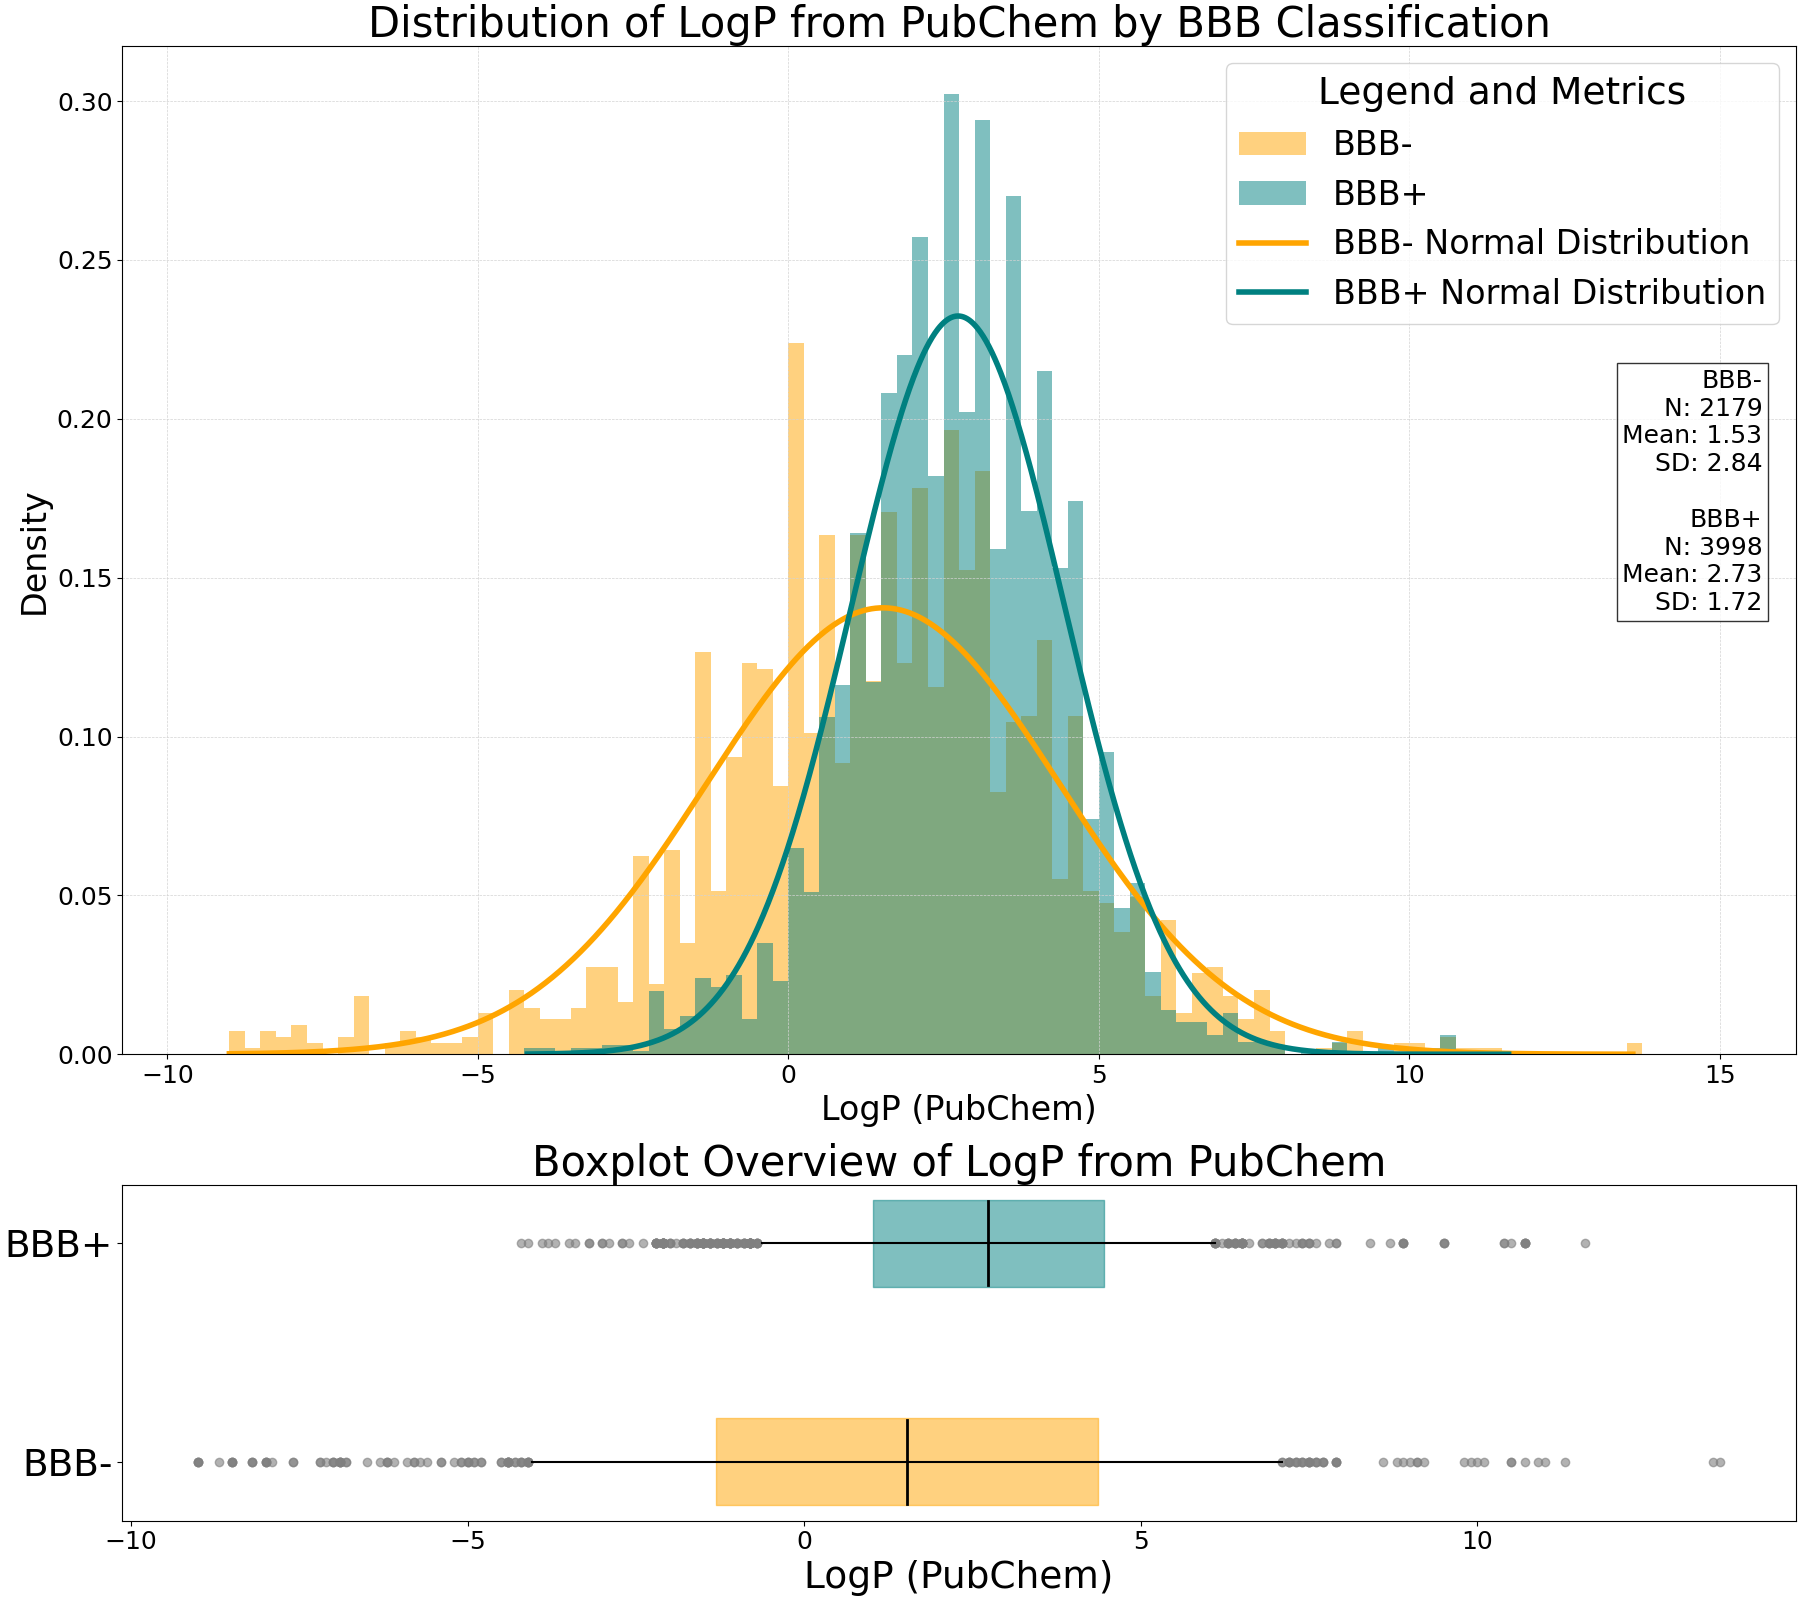 Distribution of LogP from PubChem by BBB Classification
Legend and Metrics
BBB-
BBB+
BBB- Normal Distribution
BBB+ Normal Distribution
BBB-
N: 2179
Mean: 1.53
SD: 2.84
BBB+
N: 3998
Mean: 2.73
SD: 1.72
Density
0.30
0.25
0.20
0.15
0.10
0.05
0.00
−10 −5 0 5 10 15
LogP (PubChem)
Boxplot Overview of LogP from PubChem
BBB+
BBB-
−10 −5 0 5 10
LogP (PubChem)